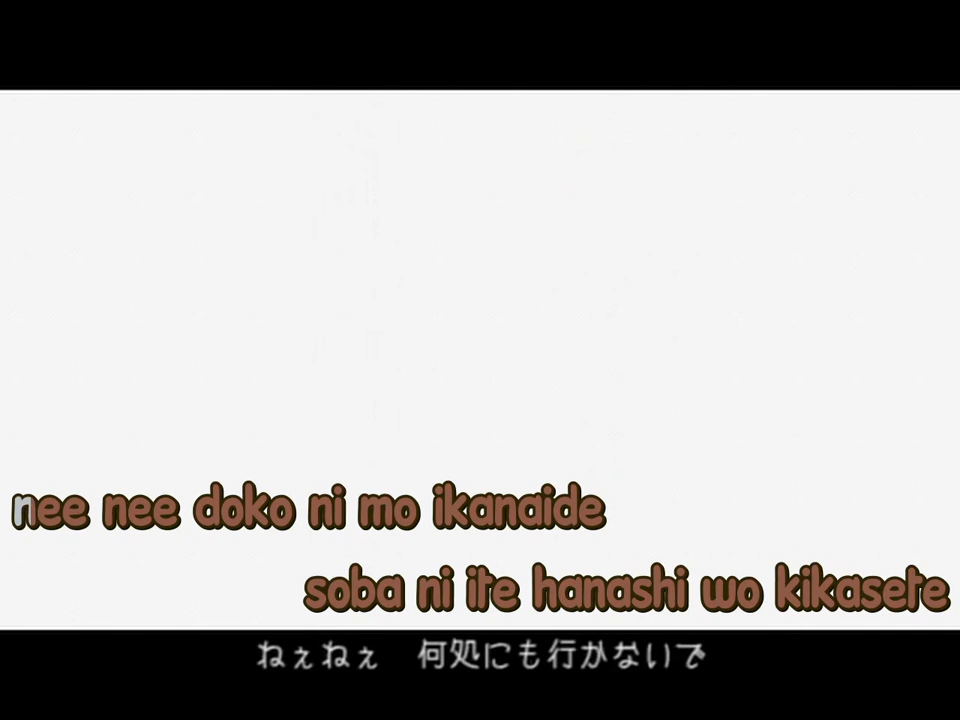 nee nee doko ni mo ikanaide
soba ni ite hanashi wo kikasete
ねぇねぇ　何処にも行かないで